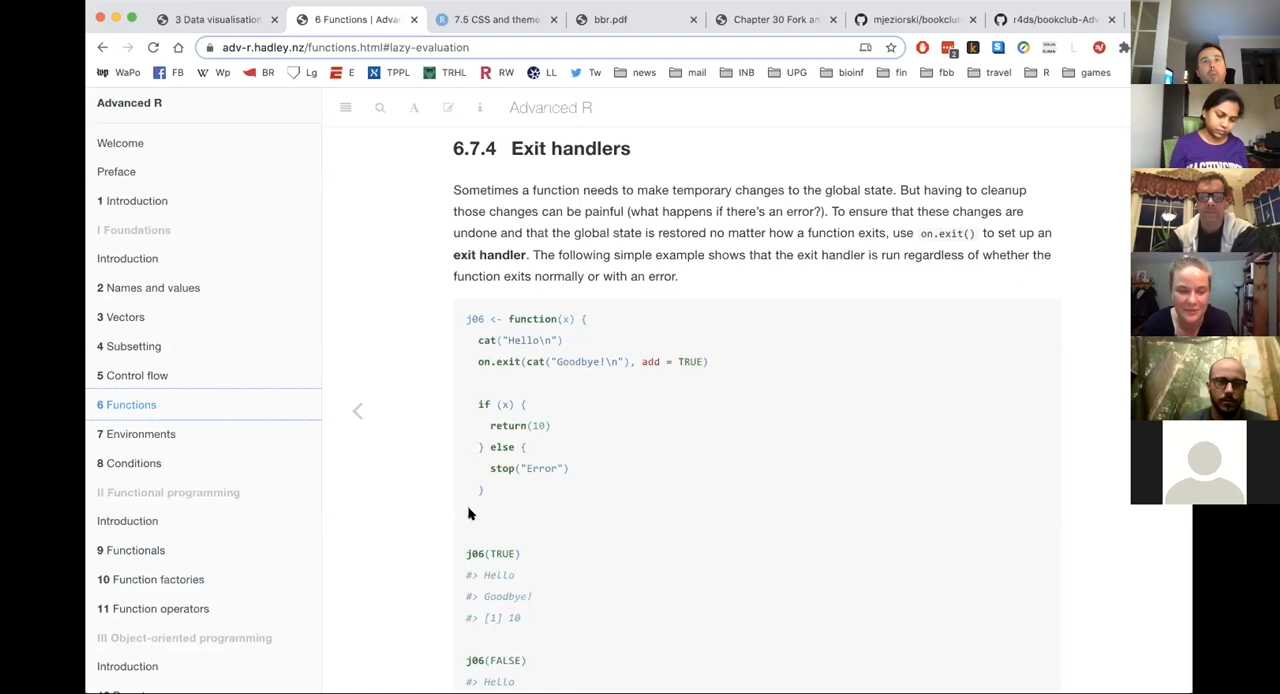 3 Data visualisation
6 Functions | Advan
7.5 CSS and theme
bbr.pdf
Chapter 30 Fork an
mjeziorski/bookclub
r4ds/bookclub-Adv
adv-r.hadley.nz/functions.html#lazy-evaluation
WaPo FB Wp BR Lg E TPPL TRHL RW LL Tw news mail INB UPG bioinf fin fbb travel R games
Advanced R
Welcome
Preface
1 Introduction
I Foundations
Introduction
2 Names and values
3 Vectors
4 Subsetting
5 Control flow
6 Functions
7 Environments
8 Conditions
II Functional programming
Introduction
9 Functionals
10 Function factories
11 Function operators
III Object-oriented programming
Introduction
Advanced R
6.7.4 Exit handlers
Sometimes a function needs to make temporary changes to the global state. But having to cleanup
those changes can be painful (what happens if there's an error?). To ensure that these changes are
undone and that the global state is restored no matter how a function exits, use on.exit() to set up an
exit handler. The following simple example shows that the exit handler is run regardless of whether the
function exits normally or with an error.
j06 <- function(x) {
cat("Hello\n")
on.exit(cat("Goodbye!\n"), add = TRUE)
if (x) {
return(10)
} else {
stop("Error")
}
j06(TRUE)
#> Hello
#> Goodbye!
#> [1] 10
j06(FALSE)
#> Hello